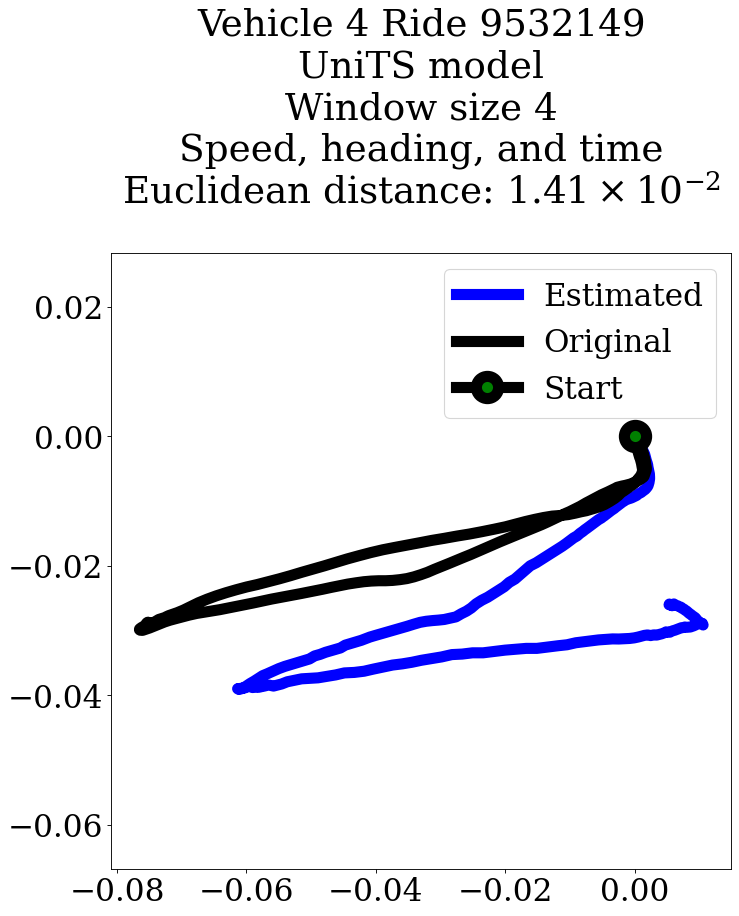 Vehicle 4 Ride 9532149
UniTS model
Window size 4
Speed, heading, and time
Euclidean distance: 1.41 × 10⁻²
Estimated
Original
Start
0.02
0.00
−0.02
−0.04
−0.06
−0.08 −0.06 −0.04 −0.02 0.00